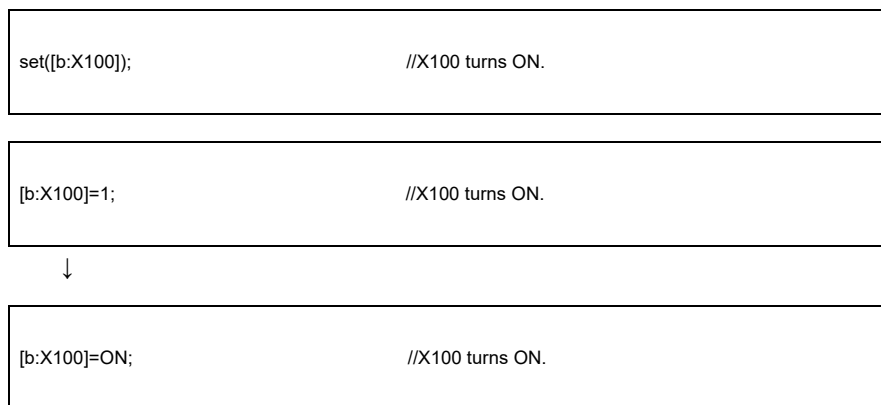 set([b:X100]); //X100 turns ON.
[b:X100]=1; //X100 turns ON.
↓
[b:X100]=ON; //X100 turns ON.